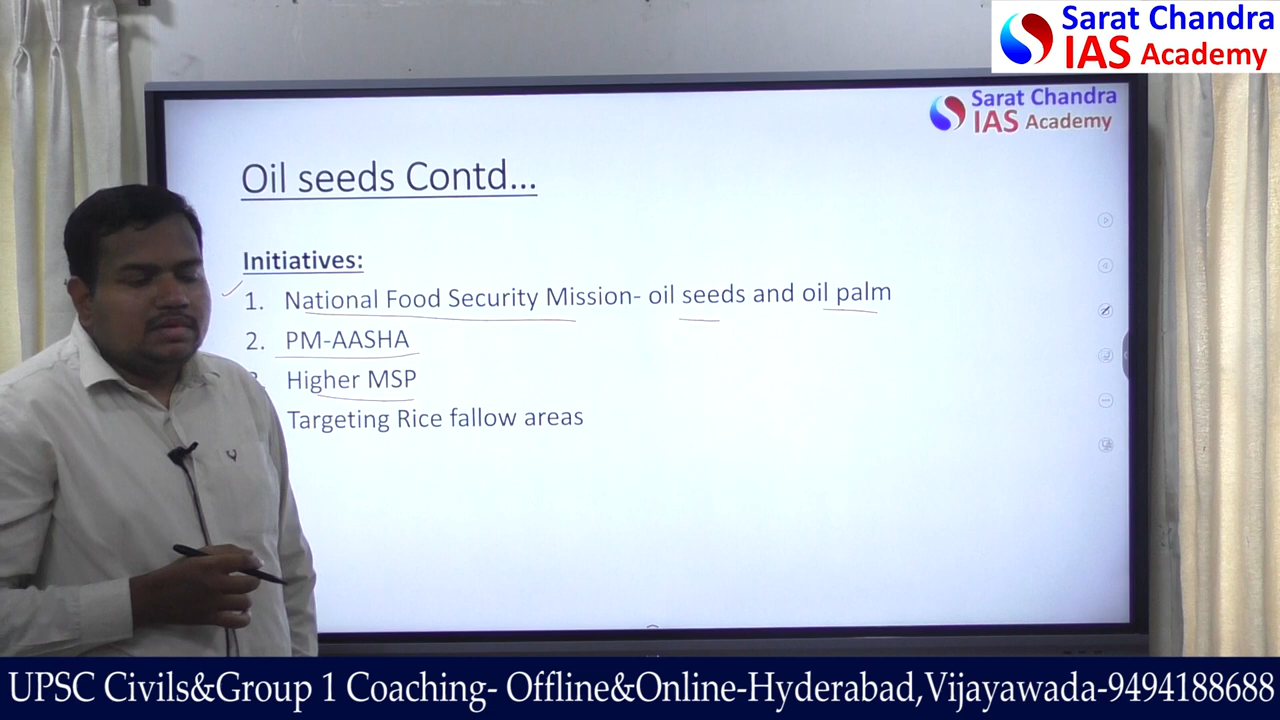 Sarat Chandra
IAS Academy
Sarat Chandra
IAS Academy
Oil seeds Contd...
Initiatives:
1. National Food Security Mission- oil seeds and oil palm
2. PM-AASHA
Higher MSP
Targeting Rice fallow areas
UPSC Civils&Group 1 Coaching- Offline&Online-Hyderabad,Vijayawada-9494188688